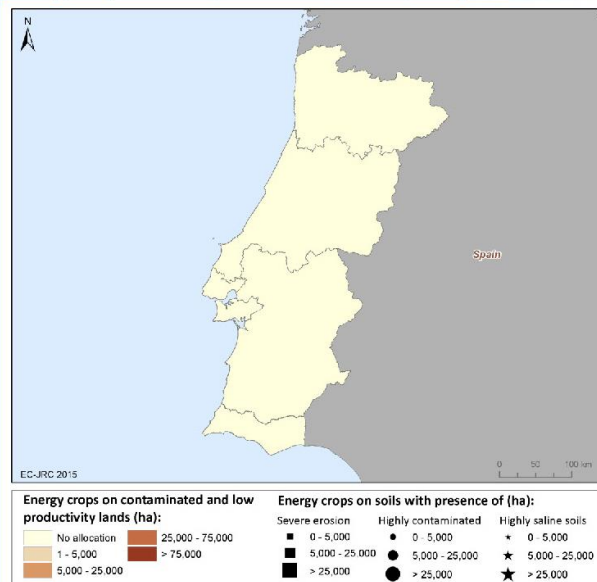 N
Spain
EC-JRC 2015
0 50 100 km
Energy crops on contaminated and low
productivity lands (ha):
No allocation
1 - 5,000
5,000 - 25,000
25,000 - 75,000
> 75,000
Energy crops on soils with presence of (ha):
Severe erosion
0 - 5,000
5,000 - 25,000
> 25,000
Highly contaminated
0 - 5,000
5,000 - 25,000
> 25,000
Highly saline soils
0 - 5,000
5,000 - 25,000
> 25,000